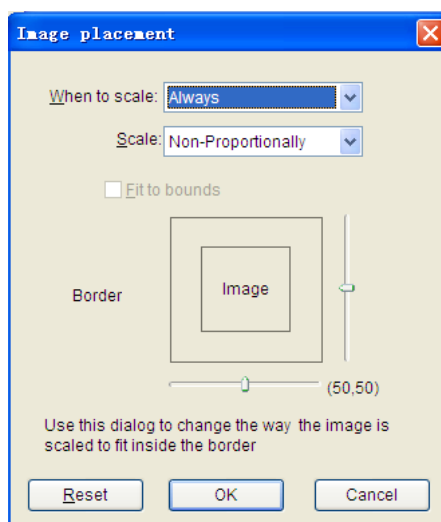 Image placement
When to scale: Always
Scale: Non-Proportionally
Fit to bounds
Image
Border
(50,50)
Use this dialog to change the way the image is
scaled to fit inside the border
Reset OK Cancel